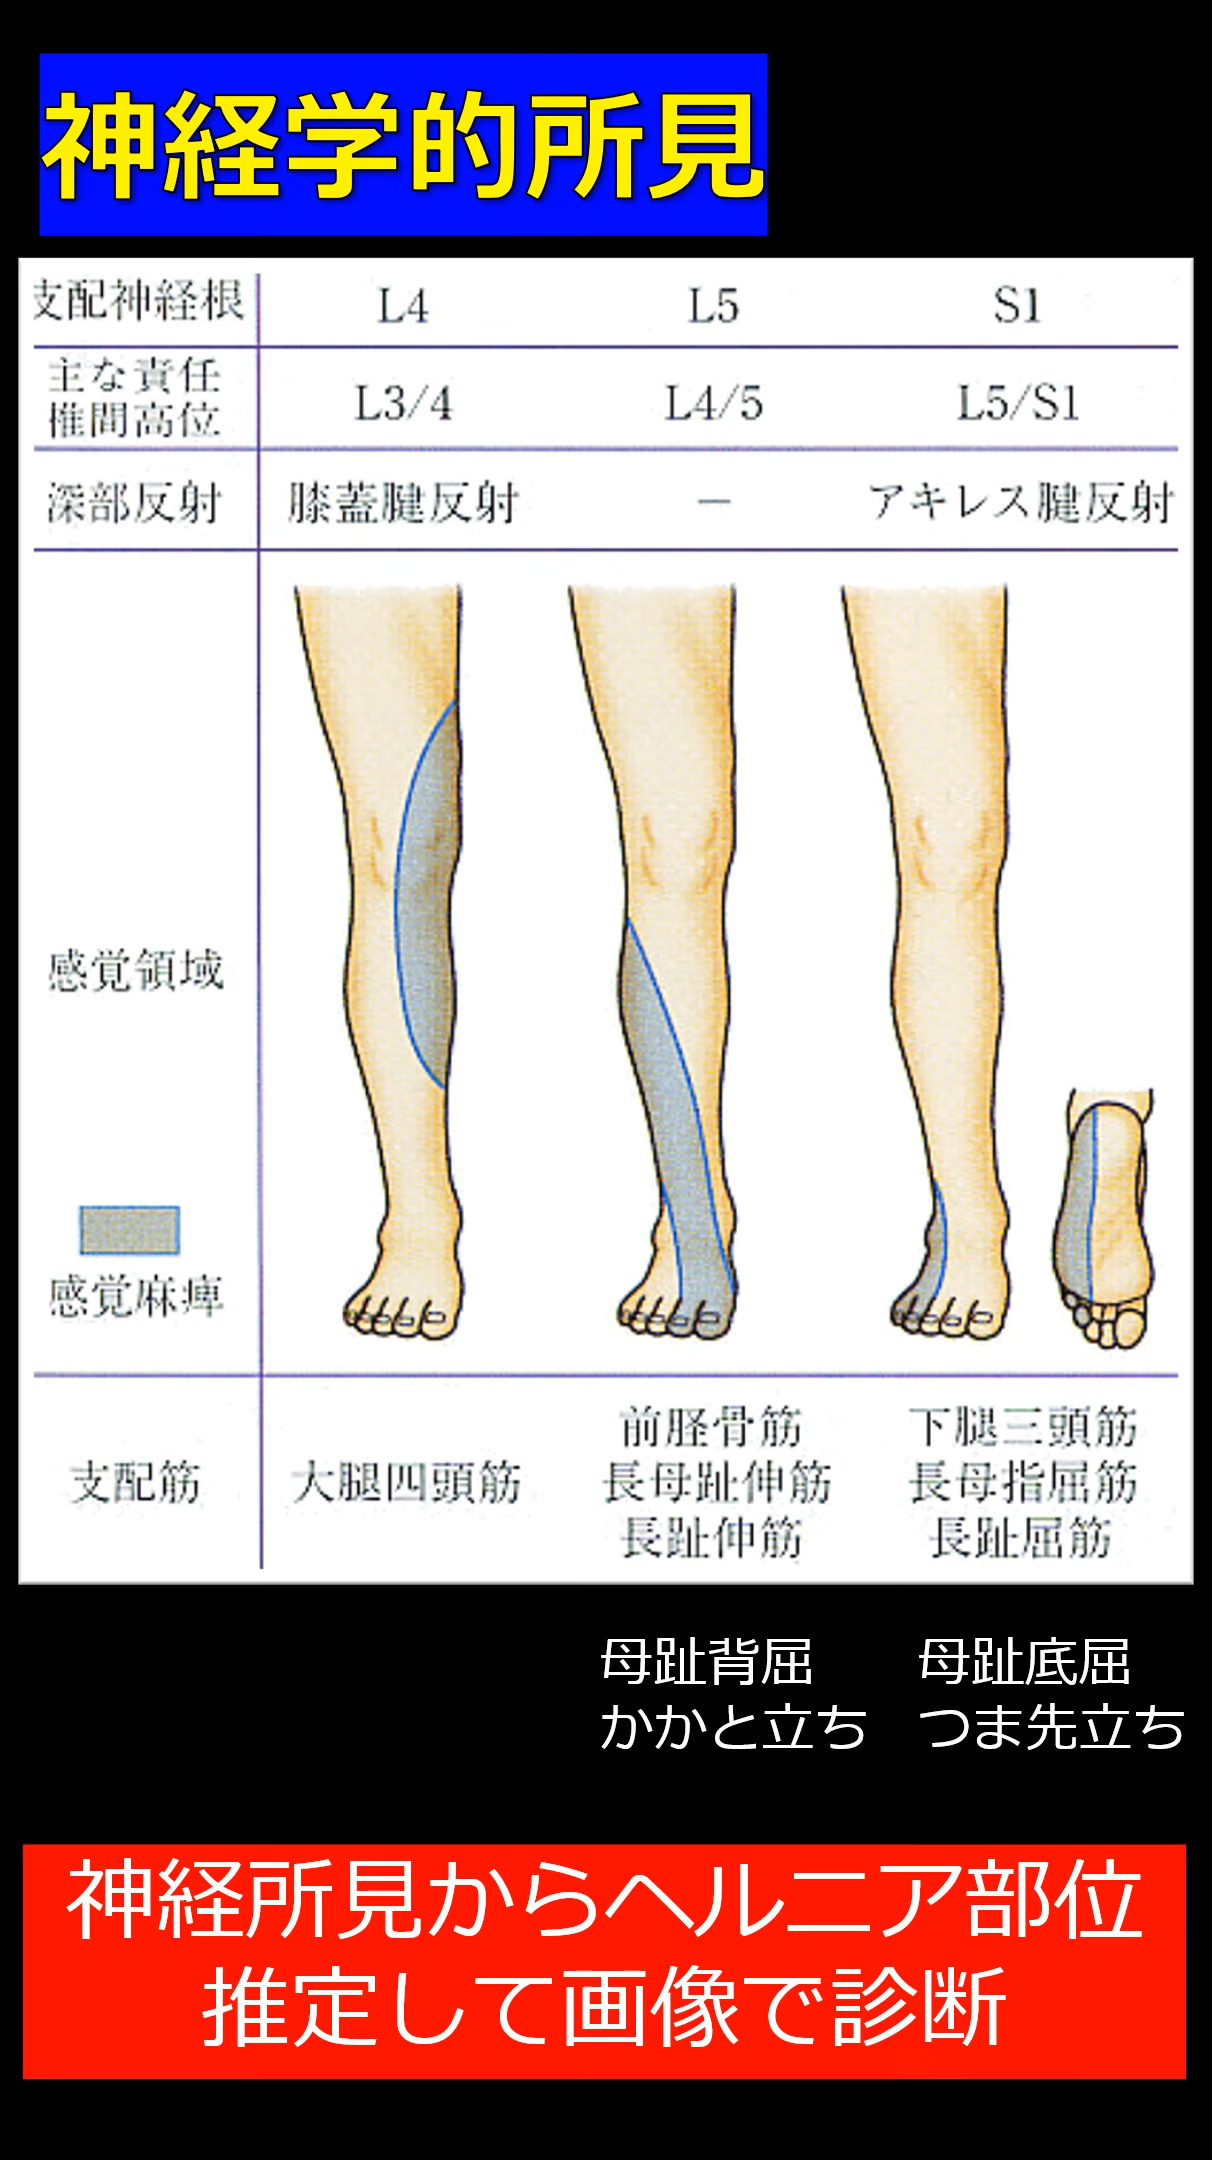 神経学的所見
支配神経根 L4 L5 S1
主な責任
椎間高位 L3/4 L4/5 L5/S1
深部反射 膝蓋腱反射 － アキレス腱反射
感覚領域
感覚麻痺
支配筋 大腿四頭筋
前脛骨筋
長母趾伸筋
長趾伸筋
下腿三頭筋
長母指屈筋
長趾屈筋
母趾背屈
かかと立ち
母趾底屈
つま先立ち
神経所見からヘルニア部位
推定して画像で診断